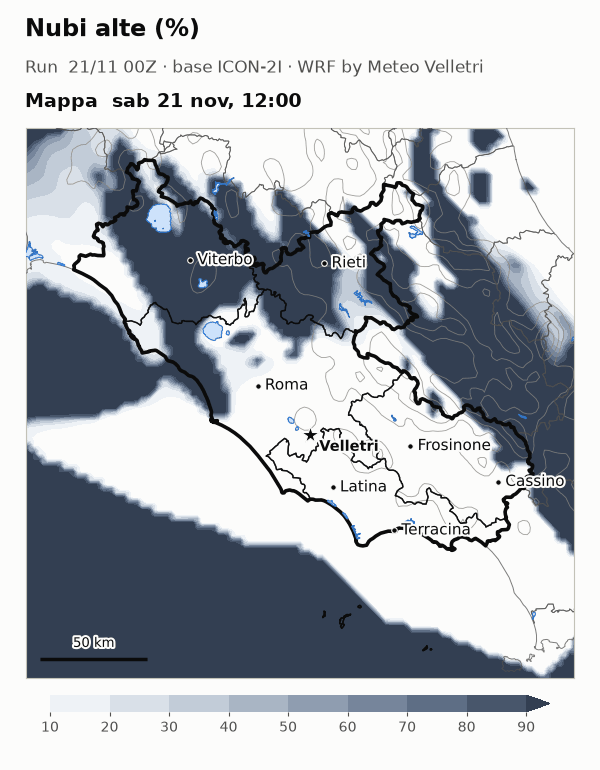 Nubi alte (%)
Run  21/11 00Z · base ICON-2I · WRF by Meteo Velletri
Mappa  sab 21 nov, 12:00
Viterbo
Rieti
Roma
Velletri
Frosinone
Cassino
Latina
Terracina
50 km
10 20 30 40 50 60 70 80 90